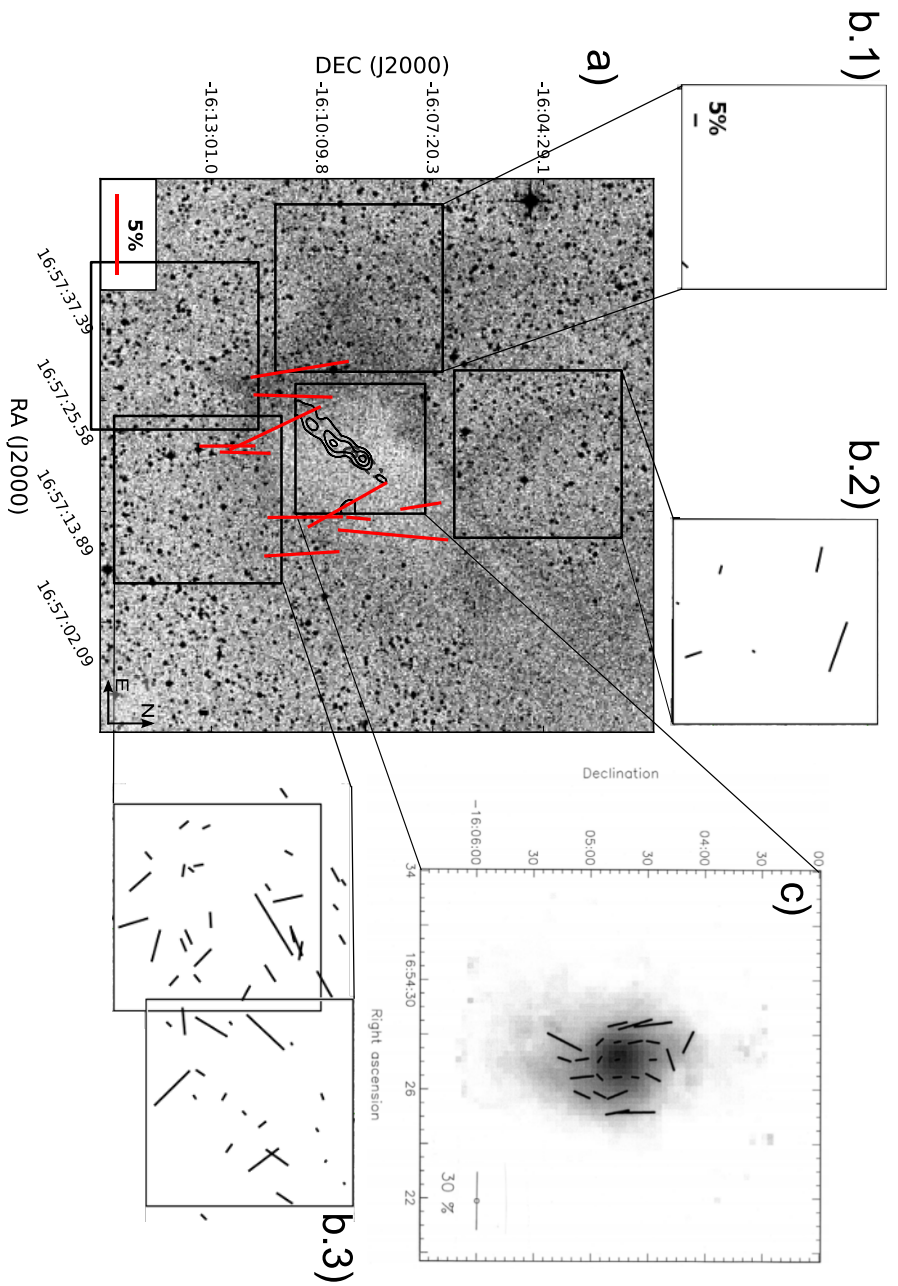 b.1)
5%
a)
DEC (J2000)
-16:13:01.0
-16:10:09.8
-16:07:20.3
-16:04:29.1
5%
16:57:37.39
16:57:25.58
16:57:13.89
16:57:02.09
RA (J2000)
E
N
b.2)
c)
Declination
-16:06:00
30
05:00
30
04:00
30
00
34
16:54:30
26
22
Right ascension
30 %
b.3)